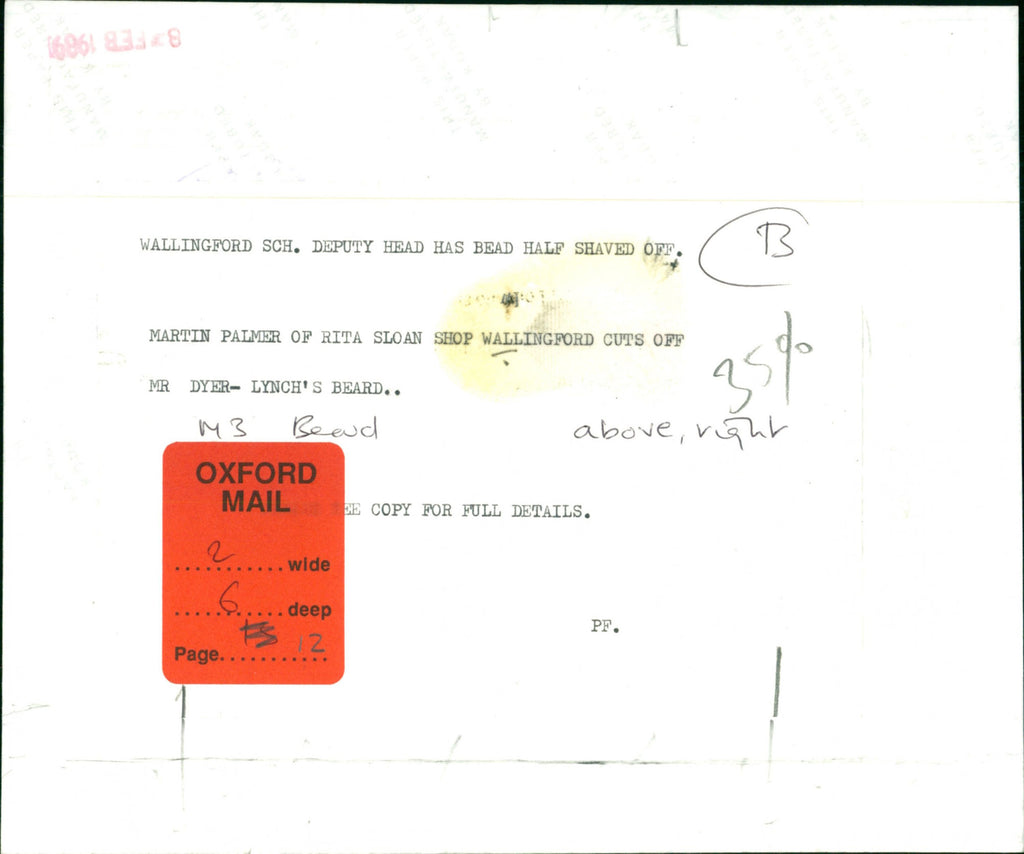 8 FEB 1989
WALLINGFORD SCH. DEPUTY HEAD HAS BEAD HALF SHAVED OFF.
B
MARTIN PALMER OF RITA SLOAN SHOP WALLINGFORD CUTS OFF
MR DYER- LYNCH'S BEARD..
35%
M3 Beard
above, right
OXFORD
MAIL
EE COPY FOR FULL DETAILS.
2 wide
6 deep
Page 12
PF.